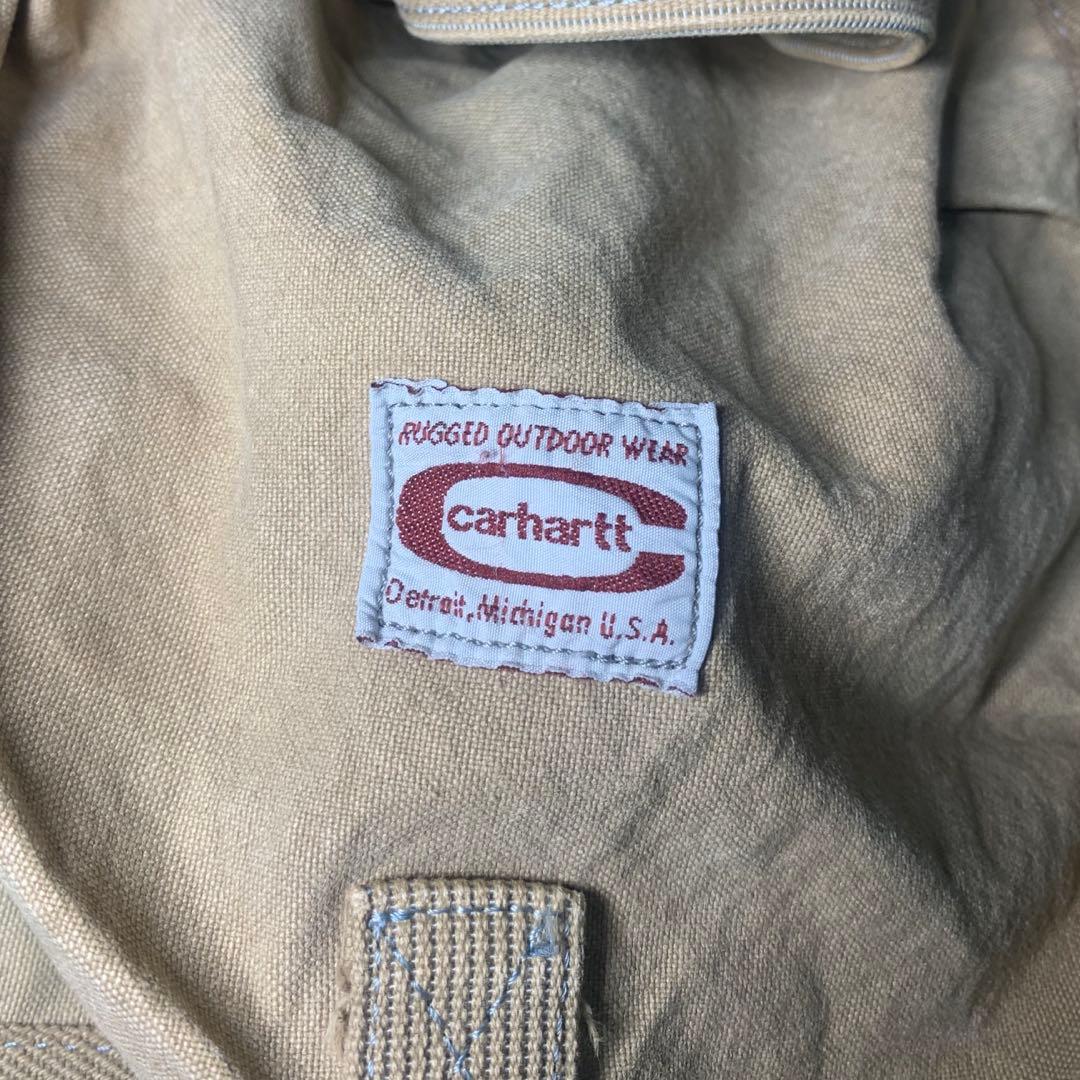 RUGGED OUTDOOR WEAR
carhartt
Detroit, Michigan U.S.A.